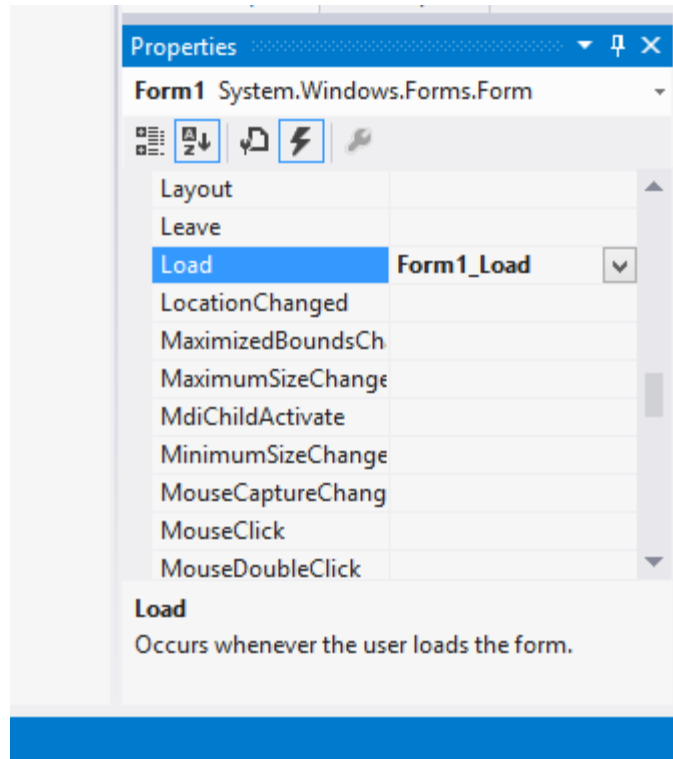 Properties
Form1 System.Windows.Forms.Form
Layout
Leave
Load Form1_Load
LocationChanged
MaximizedBoundsCh
MaximumSizeChange
MdiChildActivate
MinimumSizeChange
MouseCaptureChang
MouseClick
MouseDoubleClick
Load
Occurs whenever the user loads the form.